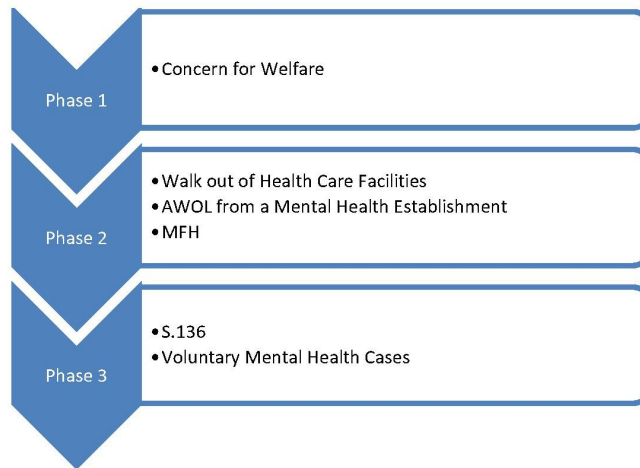 Phase 1
•Concern for Welfare
Phase 2
•Walk out of Health Care Facilities
•AWOL from a Mental Health Establishment
•MFH
Phase 3
•S.136
•Voluntary Mental Health Cases